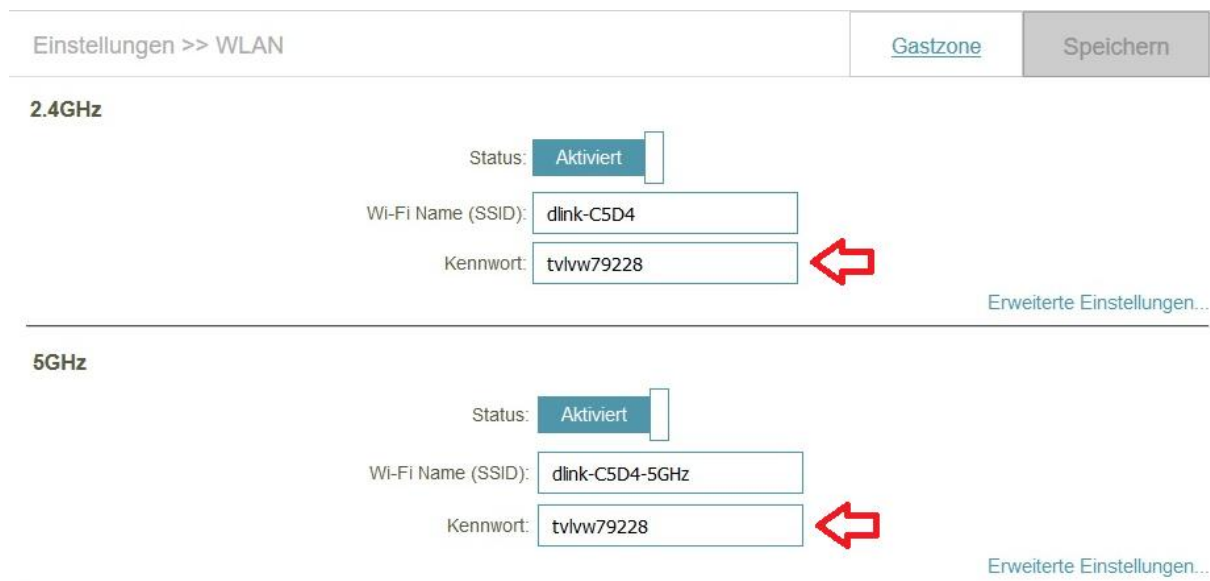 Einstellungen >> WLAN
Gastzone
Speichern
2.4GHz
Status: Aktiviert
Wi-Fi Name (SSID): dlink-C5D4
Kennwort: tvlvw79228
Erweiterte Einstellungen...
5GHz
Status: Aktiviert
Wi-Fi Name (SSID): dlink-C5D4-5GHz
Kennwort: tvlvw79228
Erweiterte Einstellungen...